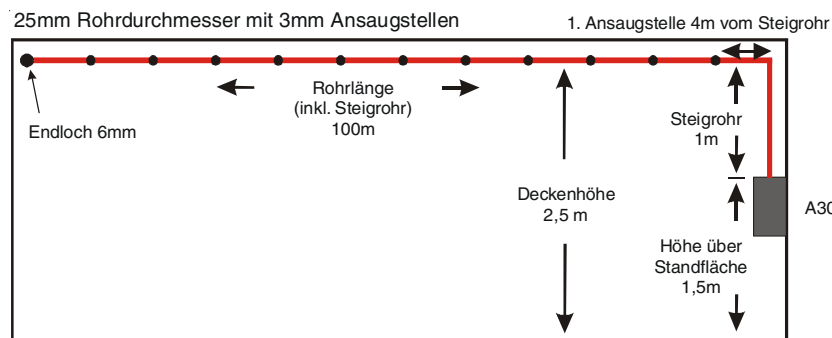 25mm Rohrdurchmesser mit 3mm Ansaugstellen
1. Ansaugstelle 4m vom Steigrohr
Rohrlänge
(inkl. Steigrohr)
100m
Endloch 6mm
Steigrohr
1m
Deckenhöhe
2,5 m
A30
Höhe über
Standfläche
1,5m